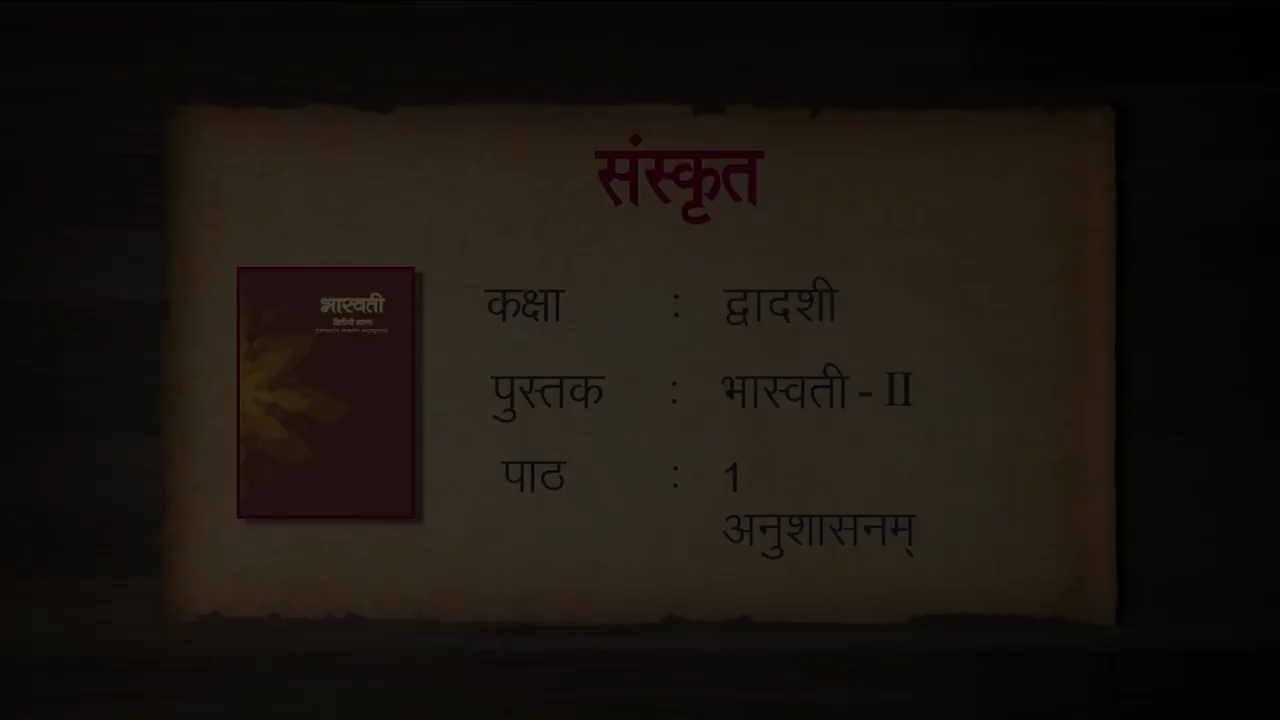 संस्कृत
भास्वती
द्वितीयो भागः
कक्षा : द्वादशी
पुस्तक : भास्वती - II
पाठ : 1
अनुशासनम्